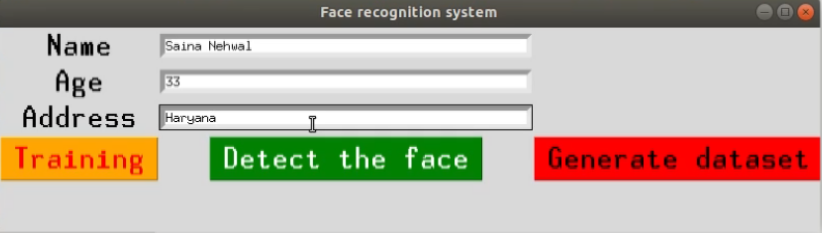 Face recognition system
Name Saina Nehwal
Age 33
Address Haryana
Training Detect the face Generate dataset